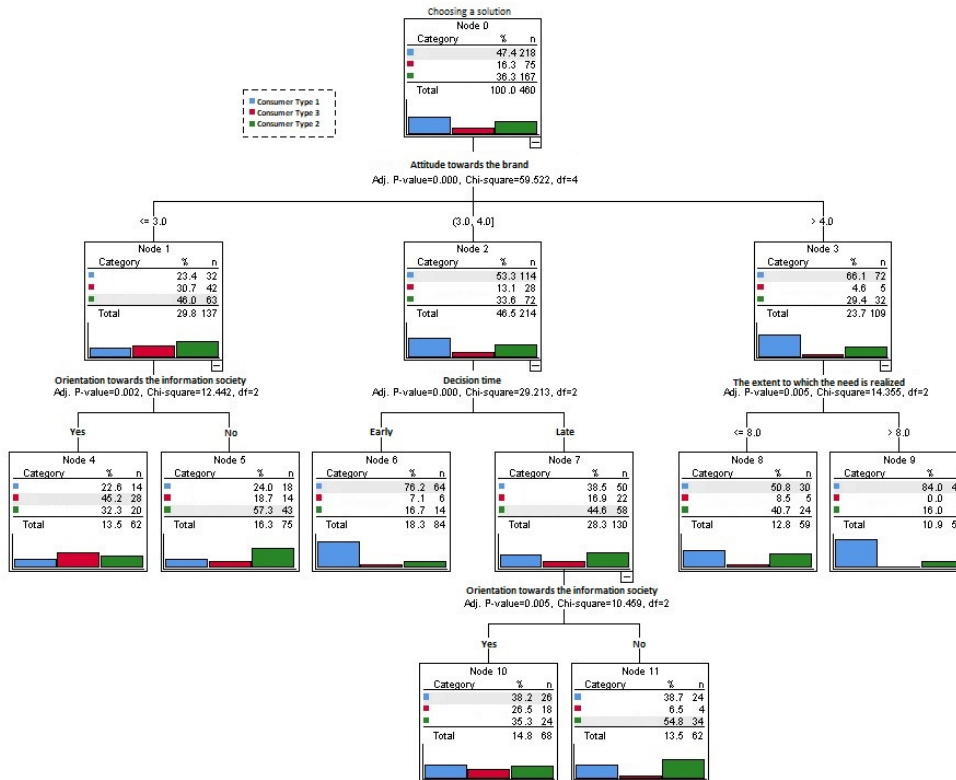 Choosing a solution
Node 0
Category % n
47.4 218
16.3 75
36.3 167
Total 100.0 460
Consumer Type 1
Consumer Type 3
Consumer Type 2
Attitude towards the brand
Adj. P-value=0.000, Chi-square=59.522, df=4
<= 3.0
(3.0, 4.0]
> 4.0
Node 1
Category % n
23.4 32
30.7 42
46.0 63
Total 29.8 137
Node 2
Category % n
53.3 114
13.1 28
33.6 72
Total 46.5 214
Node 3
Category % n
66.1 72
4.6 5
29.4 32
Total 23.7 109
Orientation towards the information society
Adj. P-value=0.002, Chi-square=12.442, df=2
Decision time
Adj. P-value=0.000, Chi-square=29.213, df=2
The extent to which the need is realized
Adj. P-value=0.005, Chi-square=14.355, df=2
Yes
No
Early
Late
<= 8.0
> 8.0
Node 4
Category % n
22.6 14
45.2 28
32.3 20
Total 13.5 62
Node 5
Category % n
24.0 18
18.7 14
57.3 43
Total 16.3 75
Node 6
Category % n
76.2 64
7.1 6
16.7 14
Total 18.3 84
Node 7
Category % n
38.5 50
16.9 22
44.6 58
Total 28.3 130
Node 8
Category % n
50.8 30
8.5 5
40.7 24
Total 12.8 59
Node 9
Category %
84.0 4
0.0
16.0
Total 10.9 5
Orientation towards the information society
Adj. P-value=0.005, Chi-square=10.459, df=2
Yes
No
Node 10
Category % n
38.2 26
26.5 18
35.3 24
Total 14.8 68
Node 11
Category % n
38.7 24
6.5 4
54.8 34
Total 13.5 62